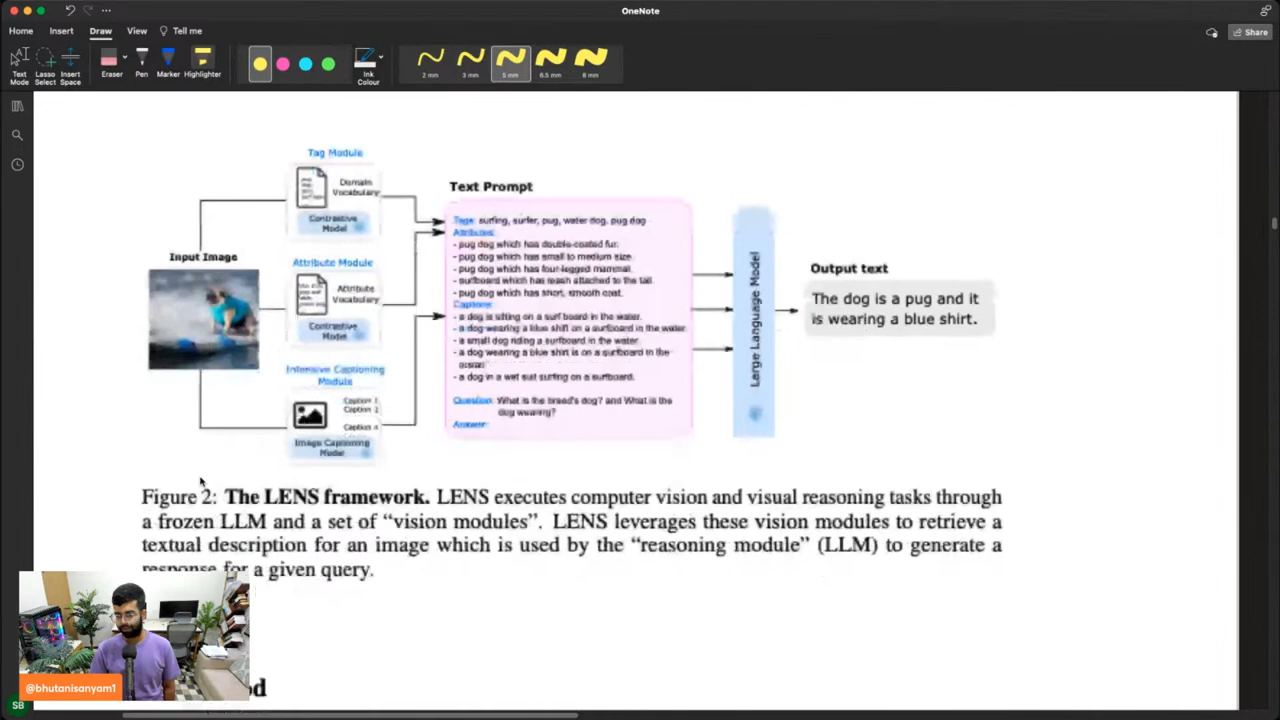 OneNote
Home Insert Draw View Tell me
Share
Text Mode
Lasso Select
Insert Space
Eraser
Pen
Marker
Highlighter
Ink Colour
2 mm
3 mm
5 mm
6.5 mm
8 mm
Tag Module
Domain Vocabulary
Contrastive Model
Input Image
Attribute Module
Attribute Vocabulary
Contrastive Model
Intensive Captioning
Module
Caption 1
Caption 2
Caption
Image Captioning
Model
Text Prompt
Tags: surfing, surfer, pug, water dog, pug dog
Attributes:
- pug dog which has double-coated fur.
- pug dog which has small to medium size.
- pug dog which has four-legged mammal.
- surfboard which has leash attached to the tail.
- pug dog which has short, smooth coat.
Captions:
- a dog is sitting on a surf board in the water.
- a dog wearing a blue shirt on a surfboard in the water.
- a small dog riding a surfboard in the water.
- a dog wearing a blue shirt is on a surfboard in the
ocean.
- a dog in a wet suit surfing on a surfboard.
Question: What is the breed's dog? and What is the
dog wearing?
Answer:
Large Language Model
Output text
The dog is a pug and it
is wearing a blue shirt.
Figure 2: The LENS framework. LENS executes computer vision and visual reasoning tasks through
a frozen LLM and a set of “vision modules”. LENS leverages these vision modules to retrieve a
textual description for an image which is used by the “reasoning module” (LLM) to generate a
response for a given query.
@bhutanisanyam1
SB